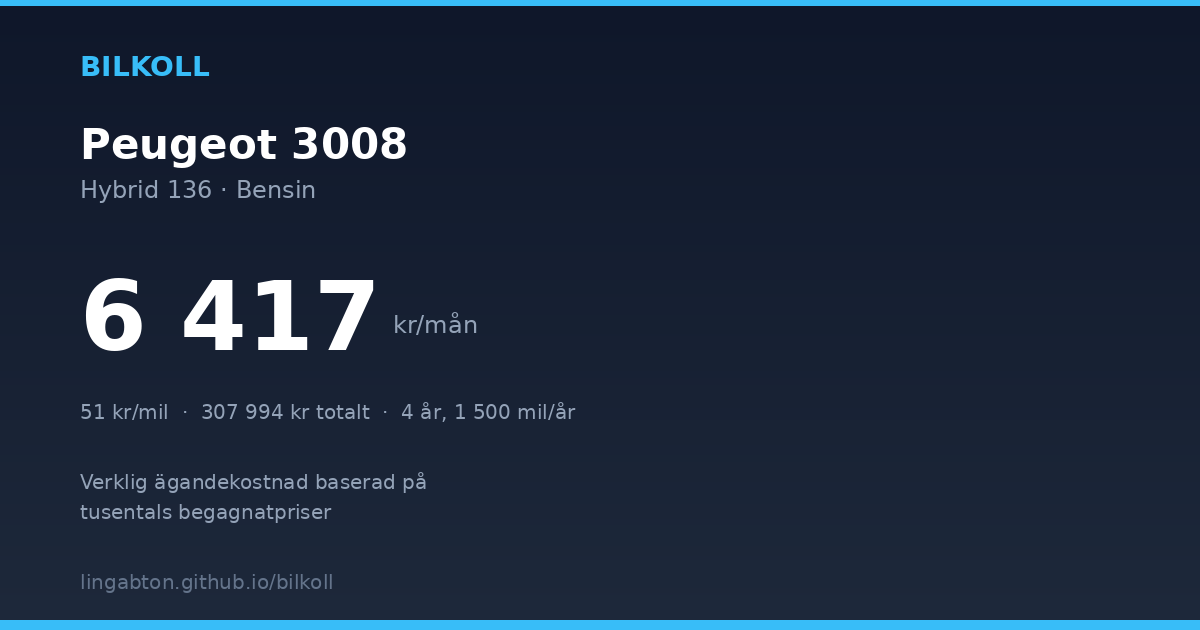 BILKOLL
Peugeot 3008
Hybrid 136 · Bensin
6 417 kr/mån
51 kr/mil · 307 994 kr totalt · 4 år, 1 500 mil/år
Verklig ägandekostnad baserad på
tusentals begagnatpriser
lingabton.github.io/bilkoll